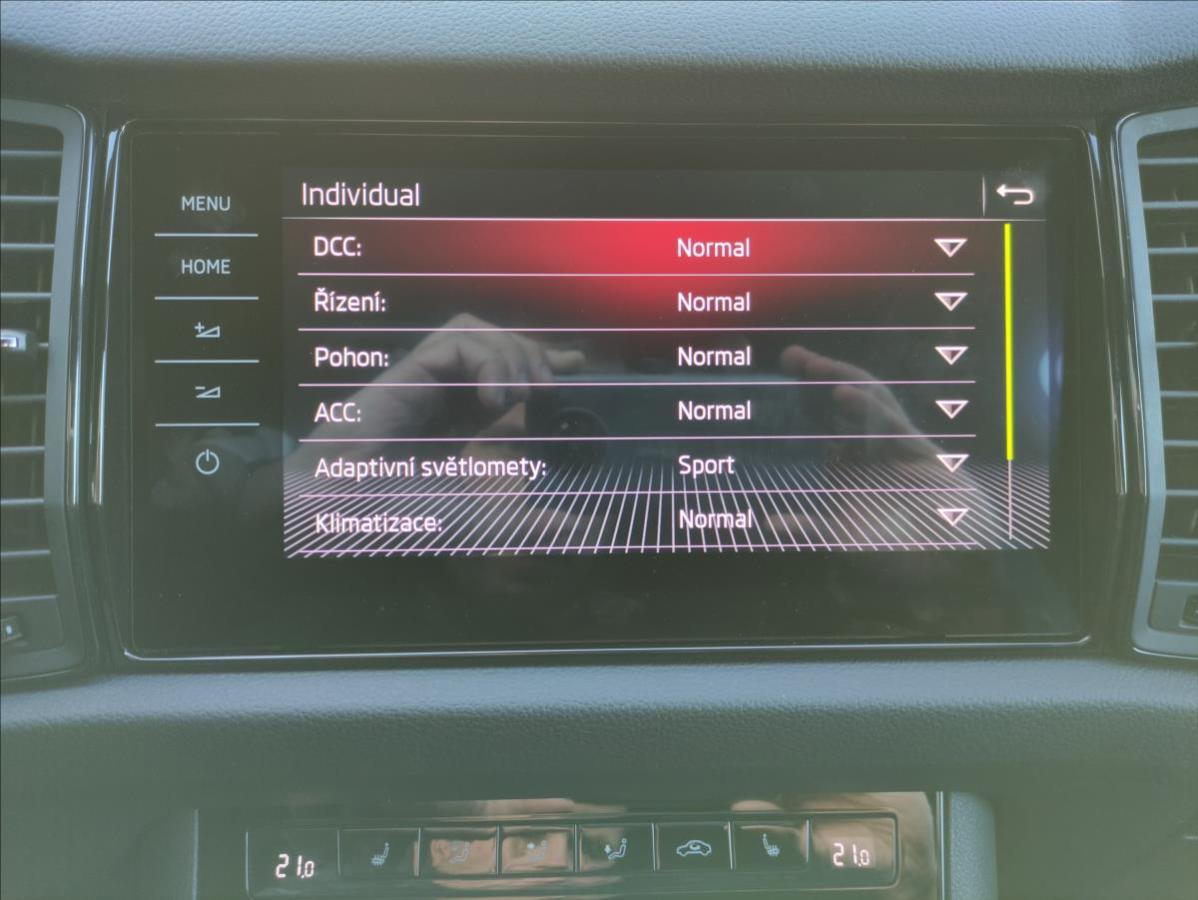 Individual
MENU
HOME
DCC: Normal
Řízení: Normal
Pohon: Normal
ACC: Normal
Adaptivní světlomety: Sport
Klimatizace: Normal
21.0
21.0